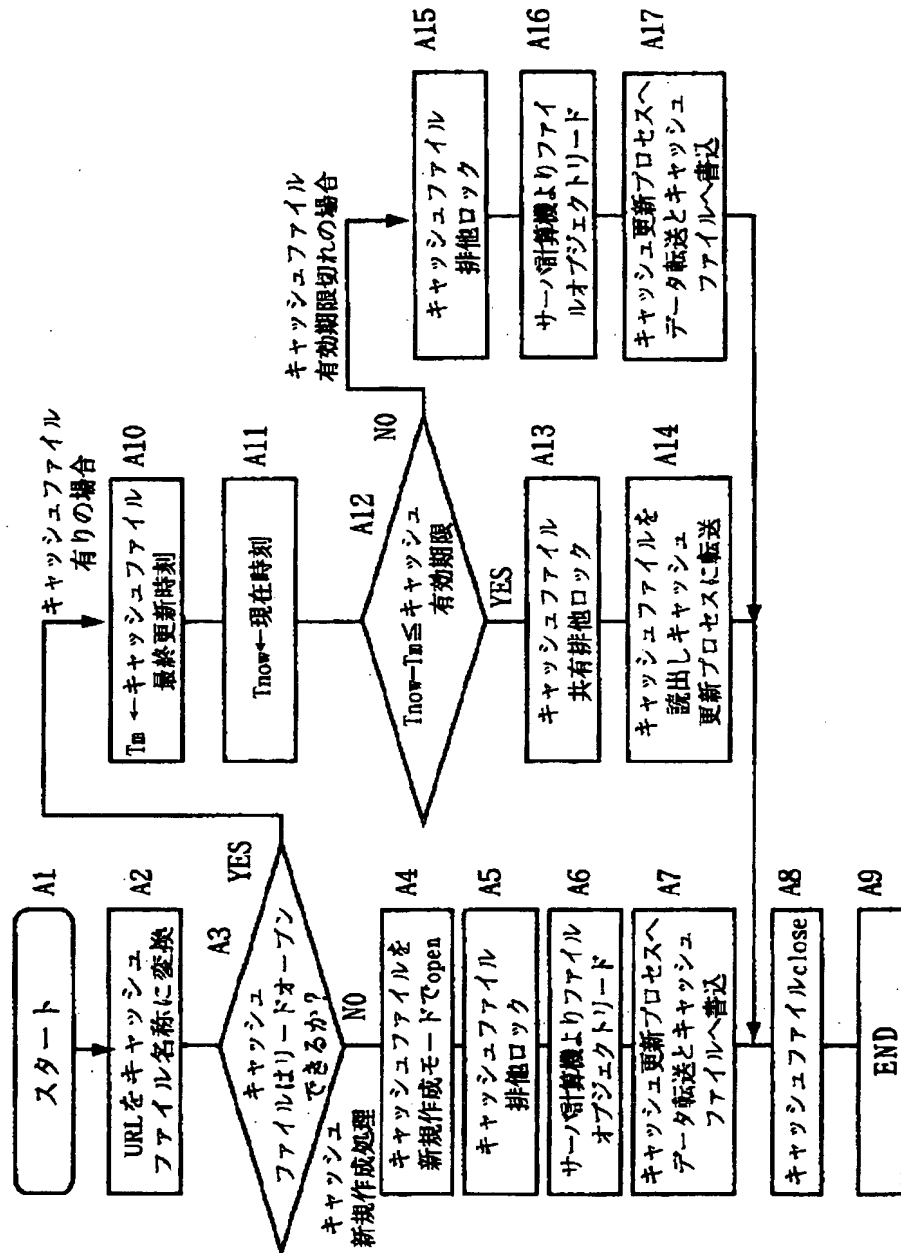 スタート
A1
URLをキャッシュ
ファイル名称に変換
A2
キャッシュ
ファイルはリードオープン
できるか?
A3
YES
NO
キャッシュ
新規作成処理
キャッシュファイルを
新規作成モードでopen
A4
キャッシュファイル
排他ロック
A5
サーバ計算機よりファイル
オブジェクトリード
A6
キャッシュ更新プロセスへ
データ転送とキャッシュ
ファイルへ書込
A7
キャッシュファイルclose
A8
END
A9
キャッシュファイル
有りの場合
Tm ←キャッシュファイル
最終更新時刻
A10
Tnow←現在時刻
A11
Tnow-Tm≦キャッシュ
有効期限
A12
NO
YES
キャッシュファイル
共有排他ロック
A13
キャッシュファイルを
読出しキャッシュ
更新プロセスに転送
A14
キャッシュファイル
有効期限切れの場合
キャッシュファイル
排他ロック
A15
サーバ計算機よりファイ
ルオブジェクトリード
A16
キャッシュ更新プロセスへ
データ転送とキャッシュ
ファイルへ書込
A17